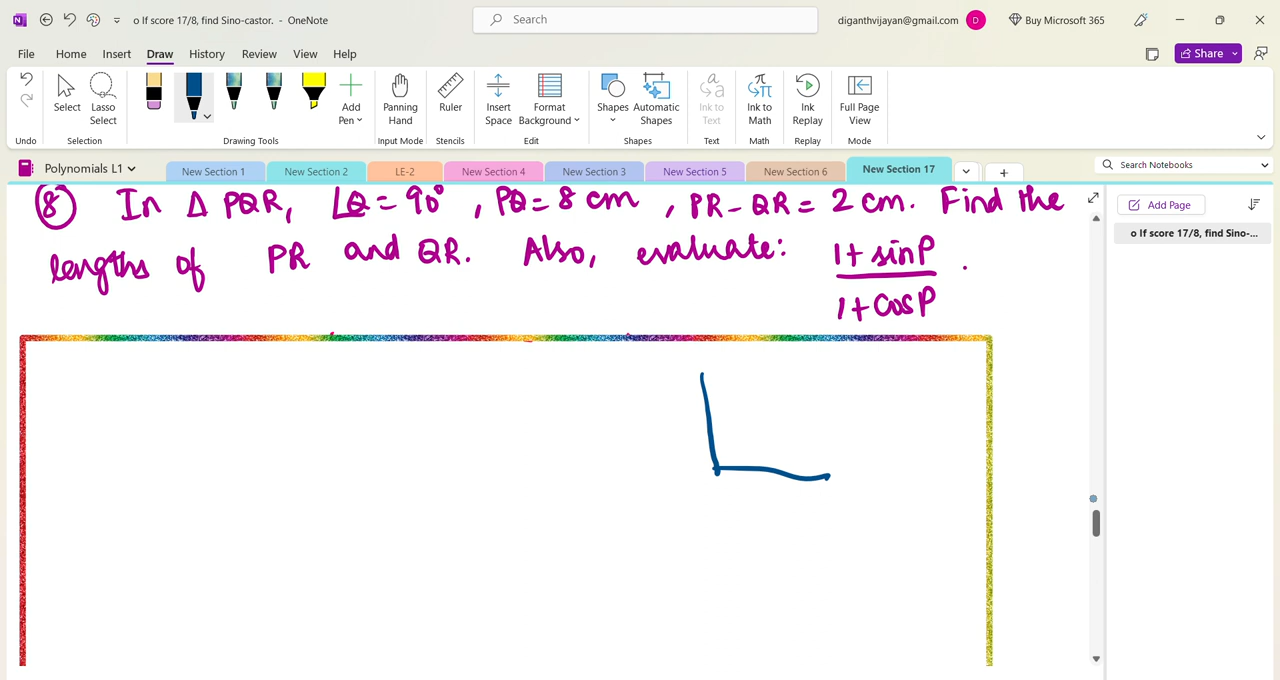 o If score 17/8, find Sino-castor. - OneNote
Search
diganthvijayan@gmail.com
D
Buy Microsoft 365
File Home Insert Draw History Review View Help
Share
Undo
Select
Lasso Select
Add Pen
Panning Hand
Ruler
Insert Space
Format Background
Shapes
Automatic Shapes
Ink to Text
Ink to Math
Ink Replay
Full Page View
Undo Selection Drawing Tools Input Mode Stencils Edit Shapes Text Math Replay Mode
Polynomials L1
New Section 1 New Section 2 LE-2 New Section 4 New Section 3 New Section 5 New Section 6 New Section 17
Search Notebooks
Add Page
o If score 17/8, find Sino-...
⑧ In Δ PQR, ∠Q = 90°, PQ = 8 cm, PR - QR = 2 cm. Find the
lengths of PR and QR. Also, evaluate: 1 + sinP
1 + CosP .